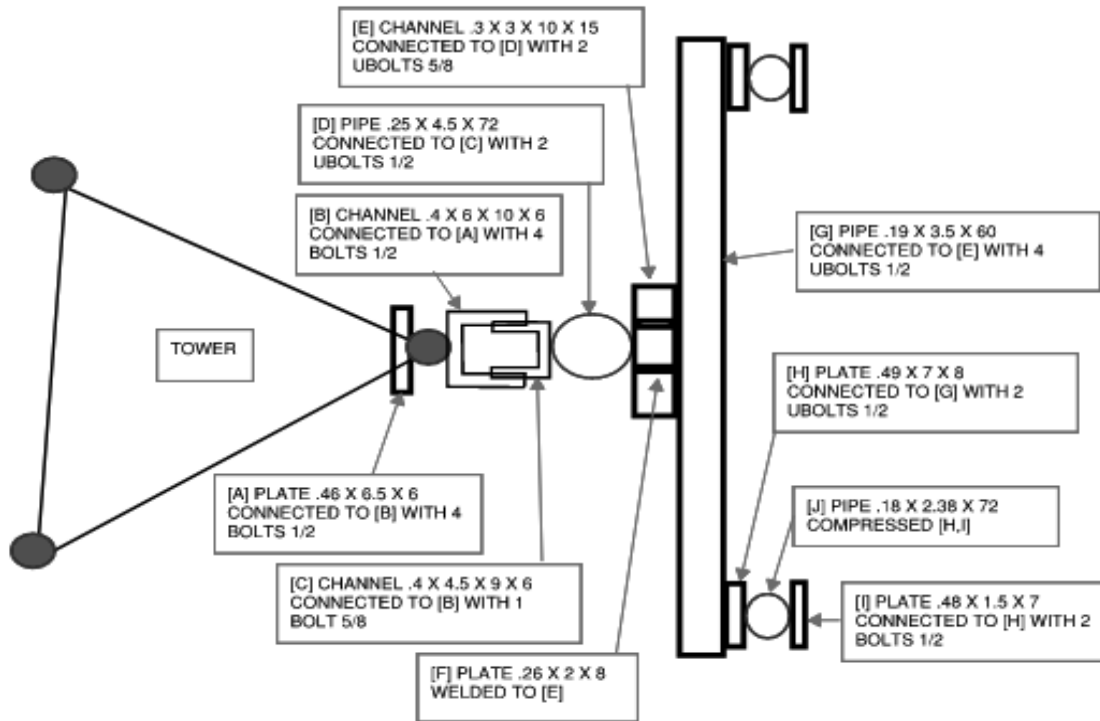 [E] CHANNEL .3 X 3 X 10 X 15
CONNECTED TO [D] WITH 2
UBOLTS 5/8
[D] PIPE .25 X 4.5 X 72
CONNECTED TO [C] WITH 2
UBOLTS 1/2
[B] CHANNEL .4 X 6 X 10 X 6
CONNECTED TO [A] WITH 4
BOLTS 1/2
[G] PIPE .19 X 3.5 X 60
CONNECTED TO [E] WITH 4
UBOLTS 1/2
TOWER
[H] PLATE .49 X 7 X 8
CONNECTED TO [G] WITH 2
UBOLTS 1/2
[A] PLATE .46 X 6.5 X 6
CONNECTED TO [B] WITH 4
BOLTS 1/2
[J] PIPE .18 X 2.38 X 72
COMPRESSED [H,I]
[C] CHANNEL .4 X 4.5 X 9 X 6
CONNECTED TO [B] WITH 1
BOLT 5/8
[I] PLATE .48 X 1.5 X 7
CONNECTED TO [H] WITH 2
BOLTS 1/2
[F] PLATE .26 X 2 X 8
WELDED TO [E]